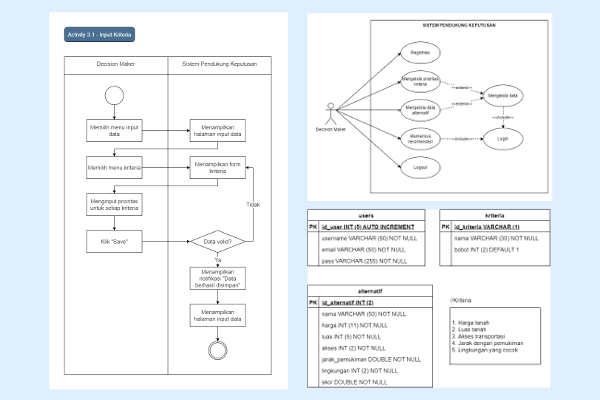 Activity 3.1 - Input Kriteria
Decision Maker
Sistem Pendukung Keputusan
Memilih menu input
data
Menampilkan
halaman input data
Memilih menu kriteria
Menampilkan form
kriteria
Menginput prioritas
untuk setiap kriteria
Tidak
Klik "Save"
Data valid?
Ya
Menampilkan
notifikasi "Data
berhasil disimpan"
Menampilkan
halaman input data
SISTEM PENDUKUNG KEPUTUSAN
Registrasi
Mengelola prioritas
kriteria
Mengelola data
alternatif
Memeriksa
rekomendasi
Logout
Decision Maker
Mengelola data
Login
users
PK id_user INT (5) AUTO INCREMENT
username VARCHAR (50) NOT NULL
email VARCHAR (50) NOT NULL
pass VARCHAR (255) NOT NULL
kriteria
PK id_kriteria VARCHAR (1)
nama VARCHAR (30) NOT NULL
bobot INT (2) DEFAULT 1
alternatif
PK id_alternatif INT (2)
nama VARCHAR (50) NOT NULL
harga INT (11) NOT NULL
luas INT (5) NOT NULL
akses INT (2) NOT NULL
jarak_pemukiman DOUBLE NOT NULL
lingkungan INT (2) NOT NULL
skor DOUBLE NOT NULL
//Kriteria
1. Harga tanah
2. Luas tanah
3. Akses transportasi
4. Jarak dengan pemukiman
5. Lingkungan yang cocok